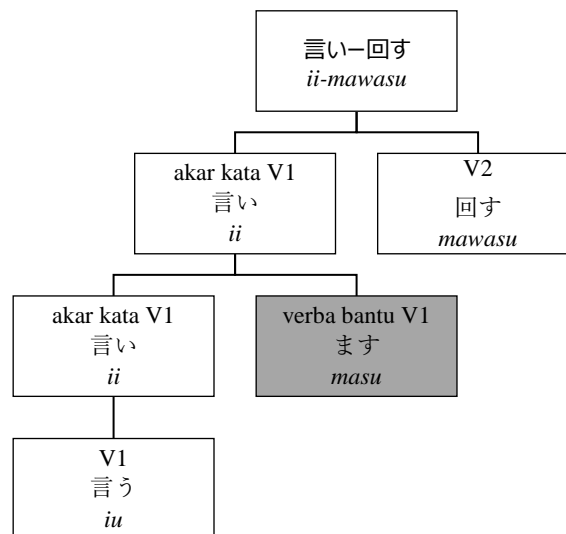 言い−回す
ii-mawasu
akar kata V1
言い
ii
V2
回す
mawasu
akar kata V1
言い
ii
verba bantu V1
ます
masu
V1
言う
iu